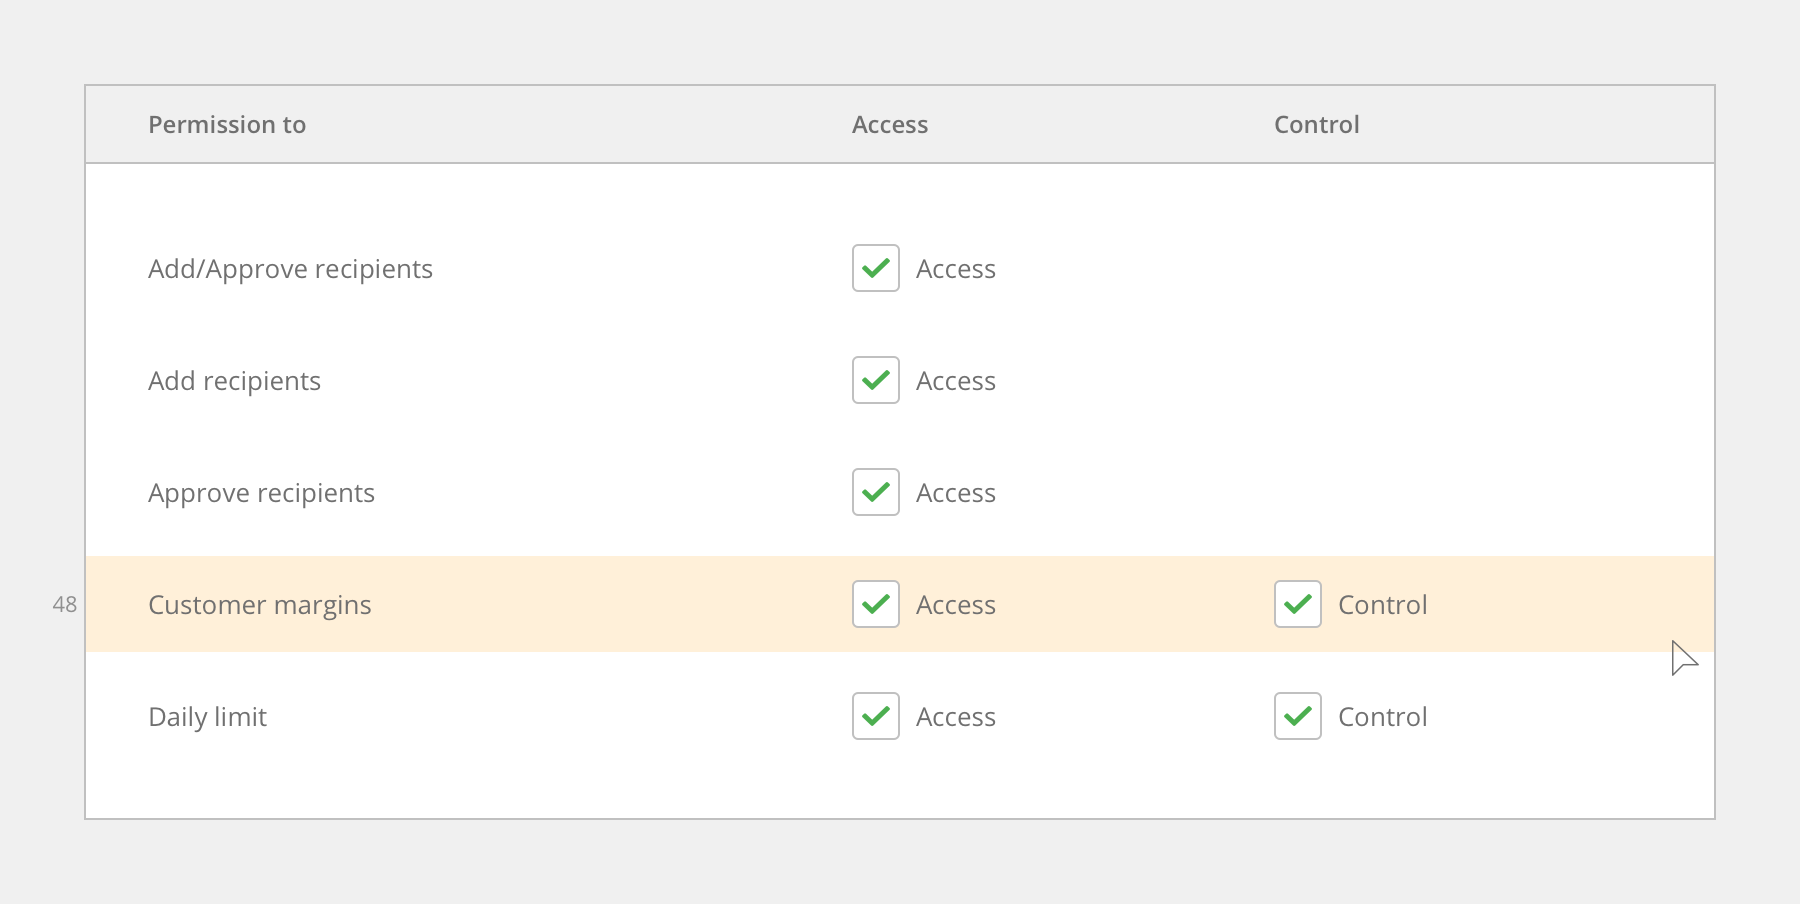 Permission to Access Control
Add/Approve recipients Access
Add recipients Access
Approve recipients Access
48 Customer margins Access Control
Daily limit Access Control